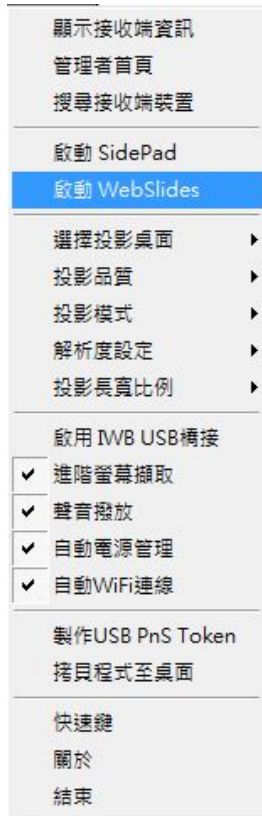 顯示接收端資訊
管理者首頁
搜尋接收端裝置
啟動 SidePad
啟動 WebSlides
選擇投影桌面
投影品質
投影模式
解析度設定
投影長寬比例
啟用 IWB USB橋接
進階螢幕擷取
聲音撥放
自動電源管理
自動WiFi連線
製作USB PnS Token
拷貝程式至桌面
快速鍵
關於
結束